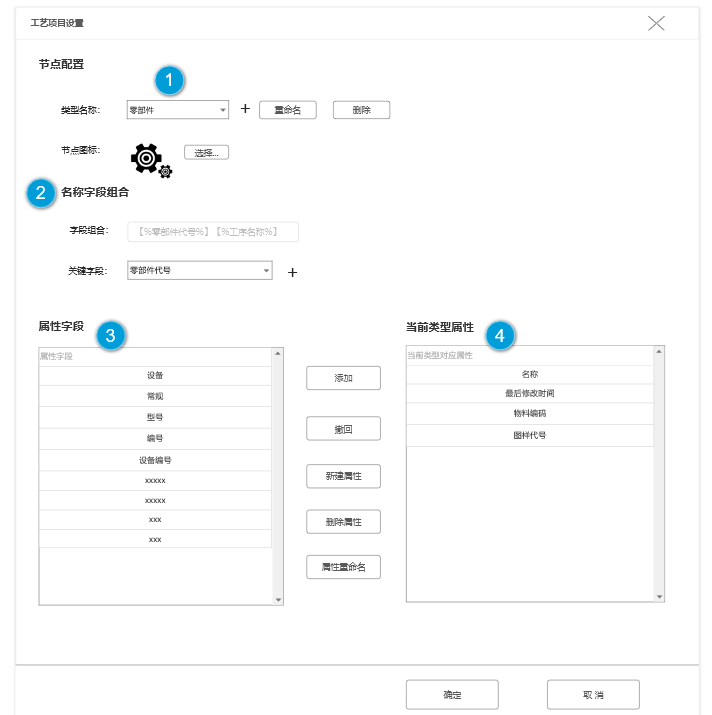 工艺项目设置
节点配置
1
类型名称: 零部件 + 重命名 删除
节点图标: 选择...
2 名称字段组合
字段组合: 【%零部件代号%】【%工序名称%】
关键字段: 零部件代号 +
属性字段 3
属性字段
设备
常规
型号
编号
设备编号
xxxxx
xxxxx
xxx
xxx
添加
撤回
新建属性
删除属性
属性重命名
当前类型属性 4
当前类型对应属性
名称
最后修改时间
物料编码
图样代号
确定 取 消